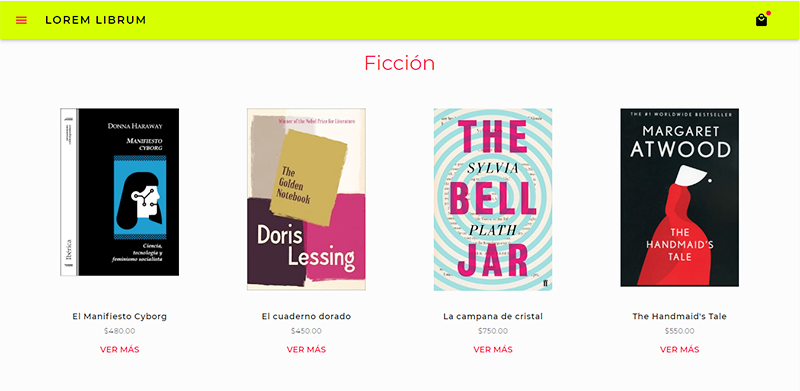 LOREM LIBRUM
Ficción
DONNA HARAWAY
MANIFIESTO
CYBORG
Ciencia,
tecnología y
feminismo socialista
Ibérica
Winner of the Nobel Prize for Literature
The
Golden
Notebook
Doris
Lessing
THE
SYLVIA
BELL
PLATH
JAR
THE #1 WORLDWIDE BESTSELLER
MARGARET
ATWOOD
THE
HANDMAID'S
TALE
El Manifiesto Cyborg
$480.00
VER MÁS
El cuaderno dorado
$450.00
VER MÁS
La campana de cristal
$750.00
VER MÁS
The Handmaid's Tale
$550.00
VER MÁS